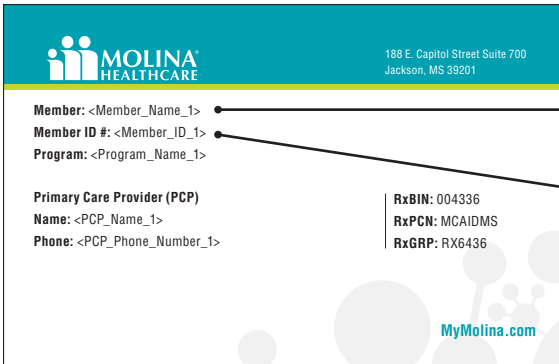 MOLINA®
HEALTHCARE
188 E. Capitol Street Suite 700
Jackson, MS 39201
Member: <Member_Name_1>
Member ID #: <Member_ID_1>
Program: <Program_Name_1>
Primary Care Provider (PCP)
Name: <PCP_Name_1>
Phone: <PCP_Phone_Number_1>
RxBIN: 004336
RxPCN: MCAIDMS
RxGRP: RX6436
MyMolina.com